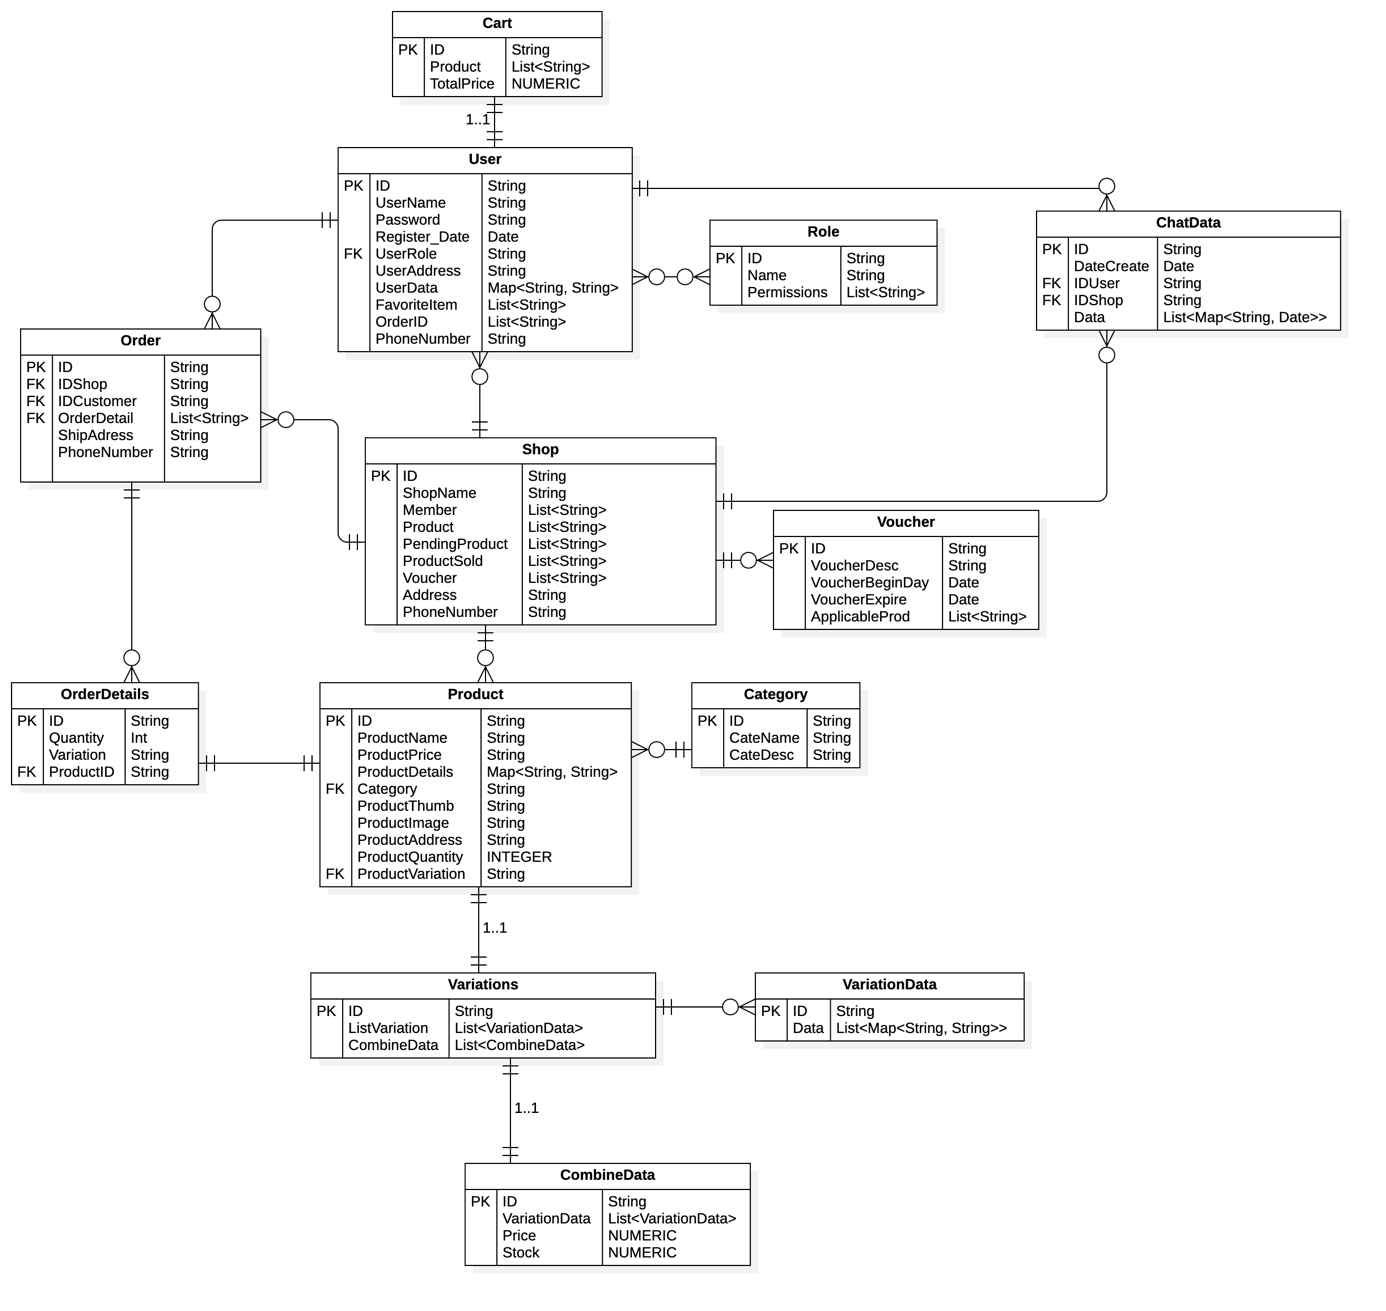 Cart
PK ID String
Product List<String>
TotalPrice NUMERIC
1..1
User
PK ID String
UserName String
Password String
Register_Date Date
FK UserRole String
UserAddress String
UserData Map<String, String>
FavoriteItem List<String>
OrderID List<String>
PhoneNumber String
Role
PK ID String
Name String
Permissions List<String>
ChatData
PK ID String
DateCreate Date
FK IDUser String
FK IDShop String
Data List<Map<String, Date>>
Order
PK ID String
FK IDShop String
FK IDCustomer String
FK OrderDetail List<String>
ShipAdress String
PhoneNumber String
Shop
PK ID String
ShopName String
Member List<String>
Product List<String>
PendingProduct List<String>
ProductSold List<String>
Voucher List<String>
Address String
PhoneNumber String
Voucher
PK ID String
VoucherDesc String
VoucherBeginDay Date
VoucherExpire Date
ApplicableProd List<String>
OrderDetails
PK ID String
Quantity Int
Variation String
FK ProductID String
Product
PK ID String
ProductName String
ProductPrice String
ProductDetails Map<String, String>
FK Category String
ProductThumb String
ProductImage String
ProductAddress String
ProductQuantity INTEGER
FK ProductVariation String
Category
PK ID String
CateName String
CateDesc String
1..1
Variations
PK ID String
ListVariation List<VariationData>
CombineData List<CombineData>
VariationData
PK ID String
Data List<Map<String, String>>
1..1
CombineData
PK ID String
VariationData List<VariationData>
Price NUMERIC
Stock NUMERIC